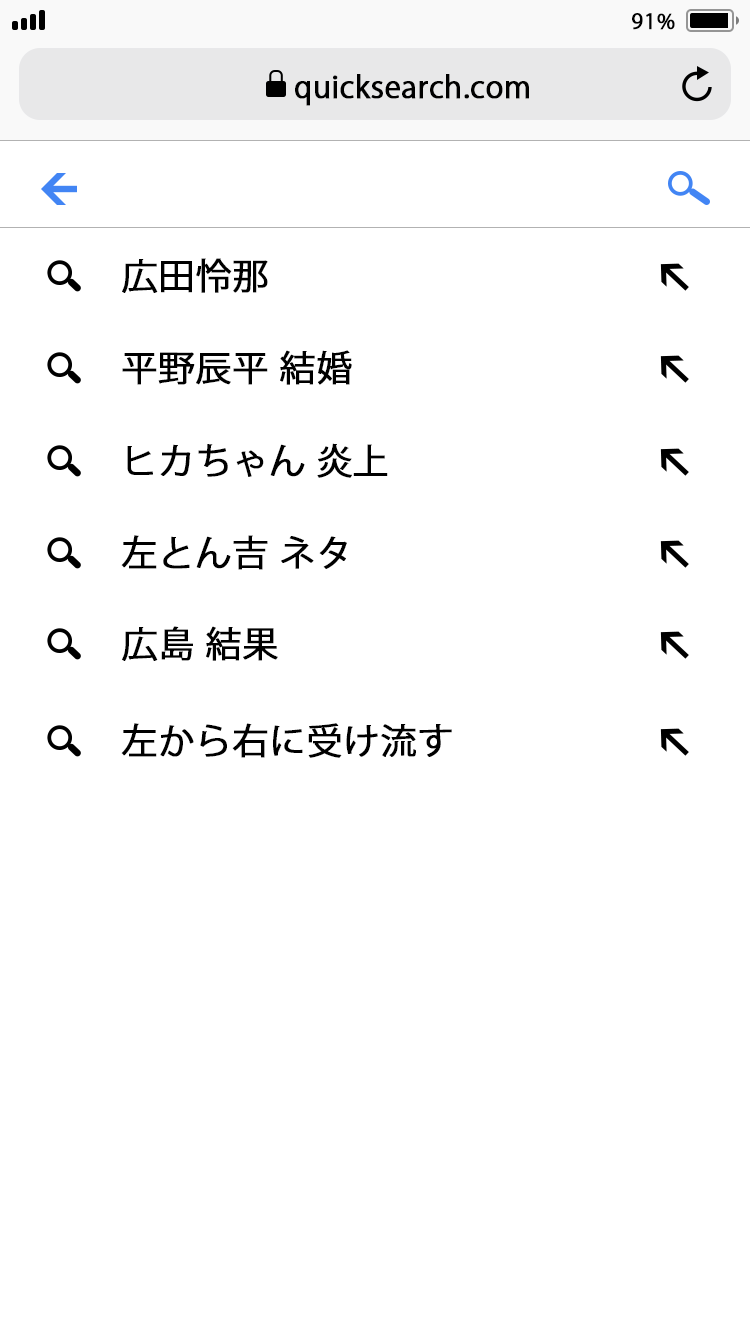 91%
quicksearch.com
広田怜那
平野辰平 結婚
ヒカちゃん 炎上
左とん吉 ネタ
広島 結果
左から右に受け流す